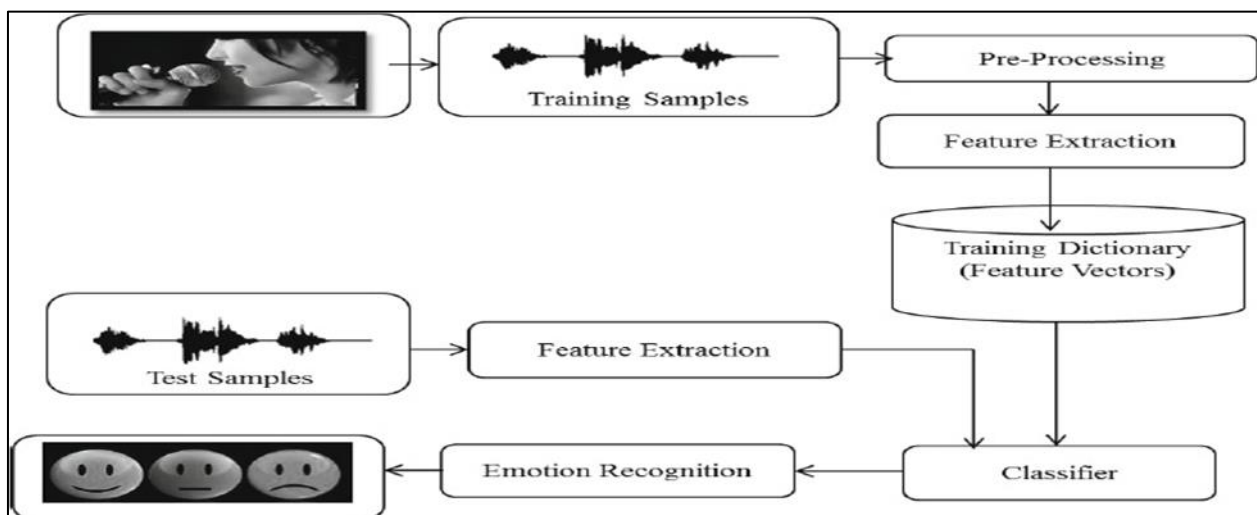 Training Samples
Pre-Processing
Feature Extraction
Training Dictionary
(Feature Vectors)
Test Samples
Feature Extraction
Emotion Recognition
Classifier